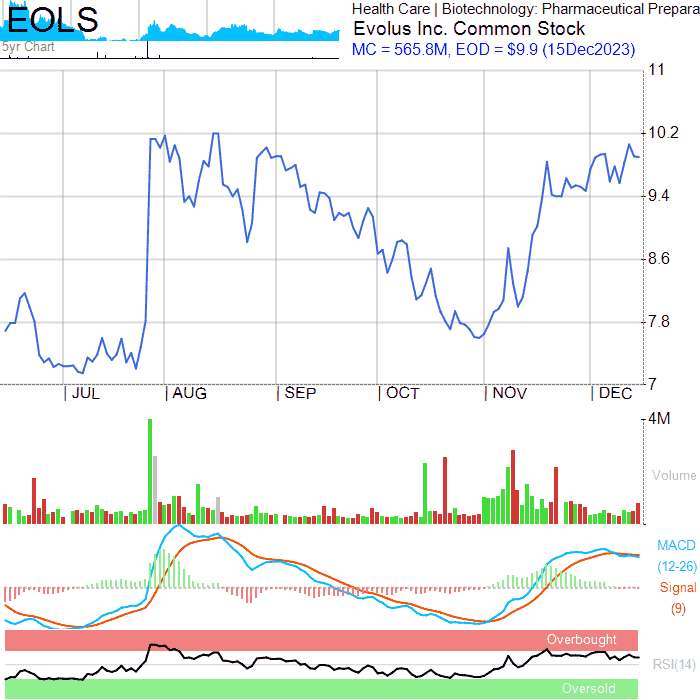 EOLS
5yr Chart
Health Care | Biotechnology: Pharmaceutical Prepara
Evolus Inc. Common Stock
MC = 565.8M, EOD = $9.9 (15Dec2023)
11
10.2
9.4
8.6
7.8
7
| JUL | AUG | SEP | OCT | NOV | DEC
4M
Volume
MACD
(12-26)
Signal
(9)
Overbought
RSI(14)
Oversold